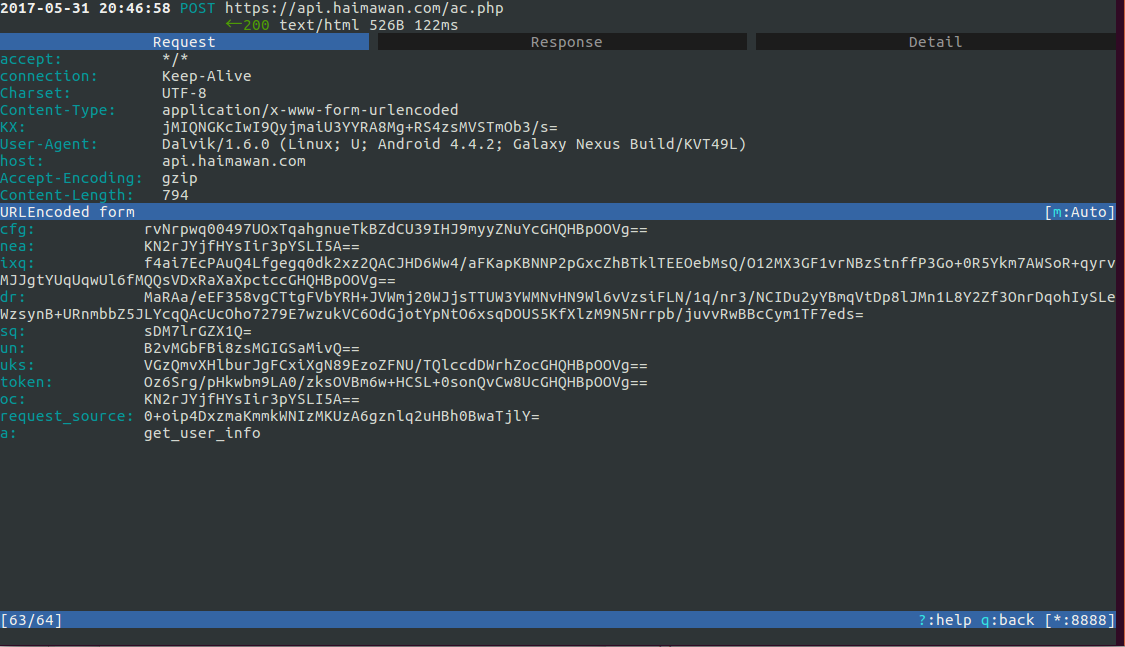 2017-05-31 20:46:58 POST https://api.haimawan.com/ac.php
←200 text/html 526B 122ms
Request Response Detail
accept: */*
connection: Keep-Alive
Charset: UTF-8
Content-Type: application/x-www-form-urlencoded
KX: jMIQNGKcIwI9QyjmaiU3YYRA8Mg+RS4zsMVSTmOb3/s=
User-Agent: Dalvik/1.6.0 (Linux; U; Android 4.4.2; Galaxy Nexus Build/KVT49L)
host: api.haimawan.com
Accept-Encoding: gzip
Content-Length: 794
URLEncoded form [m:Auto]
cfg: rvNrpwq00497UOxTqahgnueTkBZdCU39IHJ9myyZNuYcGHQHBpOOVg==
nea: KN2rJYjfHYsIir3pYSLI5A==
ixq: f4ai7EcPAuQ4Lfgegq0dk2xz2QACJHD6Ww4/aFKapKBNNP2pGxcZhBTklTEEOebMsQ/O12MX3GF1vrNBzStnffP3Go+0R5Ykm7AWSoR+qyrv
MJJgtYUqUqwUl6fMQQsVDxRaXaXpctccGHQHBpOOVg==
dr: MaRAa/eEF358vgCTtgFVbYRH+JVWmj20WJjsTTUW3YWMNvHN9Wl6vVzsiFLN/1q/nr3/NCIDu2yYBmqVtDp8lJMn1L8Y2Zf3OnrDqohIySLe
WzsynB+URnmbbZ5JLYcqQAcUcOho7279E7wzukVC6OdGjotYpNtO6xsqDOUS5KfXlzM9N5Nrrpb/juvvRwBBcCym1TF7eds=
sq: sDM7lrGZX1Q=
un: B2vMGbFBi8zsMGIGSaMivQ==
uks: VGzQmvXHlburJgFCxiXgN89EzoZFNU/TQlccdDWrhZocGHQHBpOOVg==
token: Oz6Srg/pHkwbm9LA0/zksOVBm6w+HCSL+0sonQvCw8UcGHQHBpOOVg==
oc: KN2rJYjfHYsIir3pYSLI5A==
request_source: 0+oip4DxzmaKmmkWNIzMKUzA6gznlq2uHBh0BwaTjlY=
a: get_user_info
[63/64] ?:help q:back [*:8888]